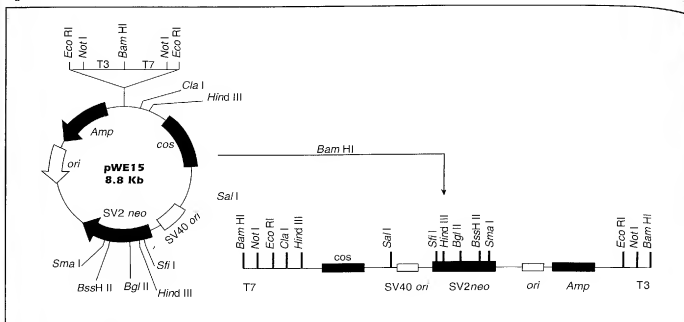 Eco RI
Not I
Bam HI
Not I
Eco RI
T3 T7
Cla I
Hind III
Amp
cos
ori
pWE15
8.8 Kb
Bam HI
SV2 neo
SV40 ori
Sal I
Sma I
BssH II
Bgl II
Hind III
Sfi I
Bam HI
Not I
Eco RI
Cla I
Hind III
Sal I
Sfi I
Hind III
Bgl II
BssH II
Sma I
Eco RI
Not I
Bam HI
cos
T7 SV40 ori SV2neo ori Amp T3